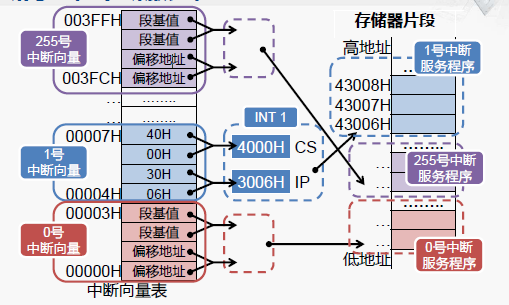 003FFH
段基值
段基值
255号
中断向量
偏移地址
003FCH
偏移地址
...
........
...
........
00007H
40H
1号
中断向量
00H
30H
00004H
06H
00003H
段基值
0号
中断向量
段基值
偏移地址
00000H
偏移地址
中断向量表
INT 1
4000H CS
3006H IP
存储器片段
高地址
........
1号中断
服务程序
43008H
43007H
43006H
........
255号中断
服务程序
...
...
........
...
0号中断
服务程序
...
低地址